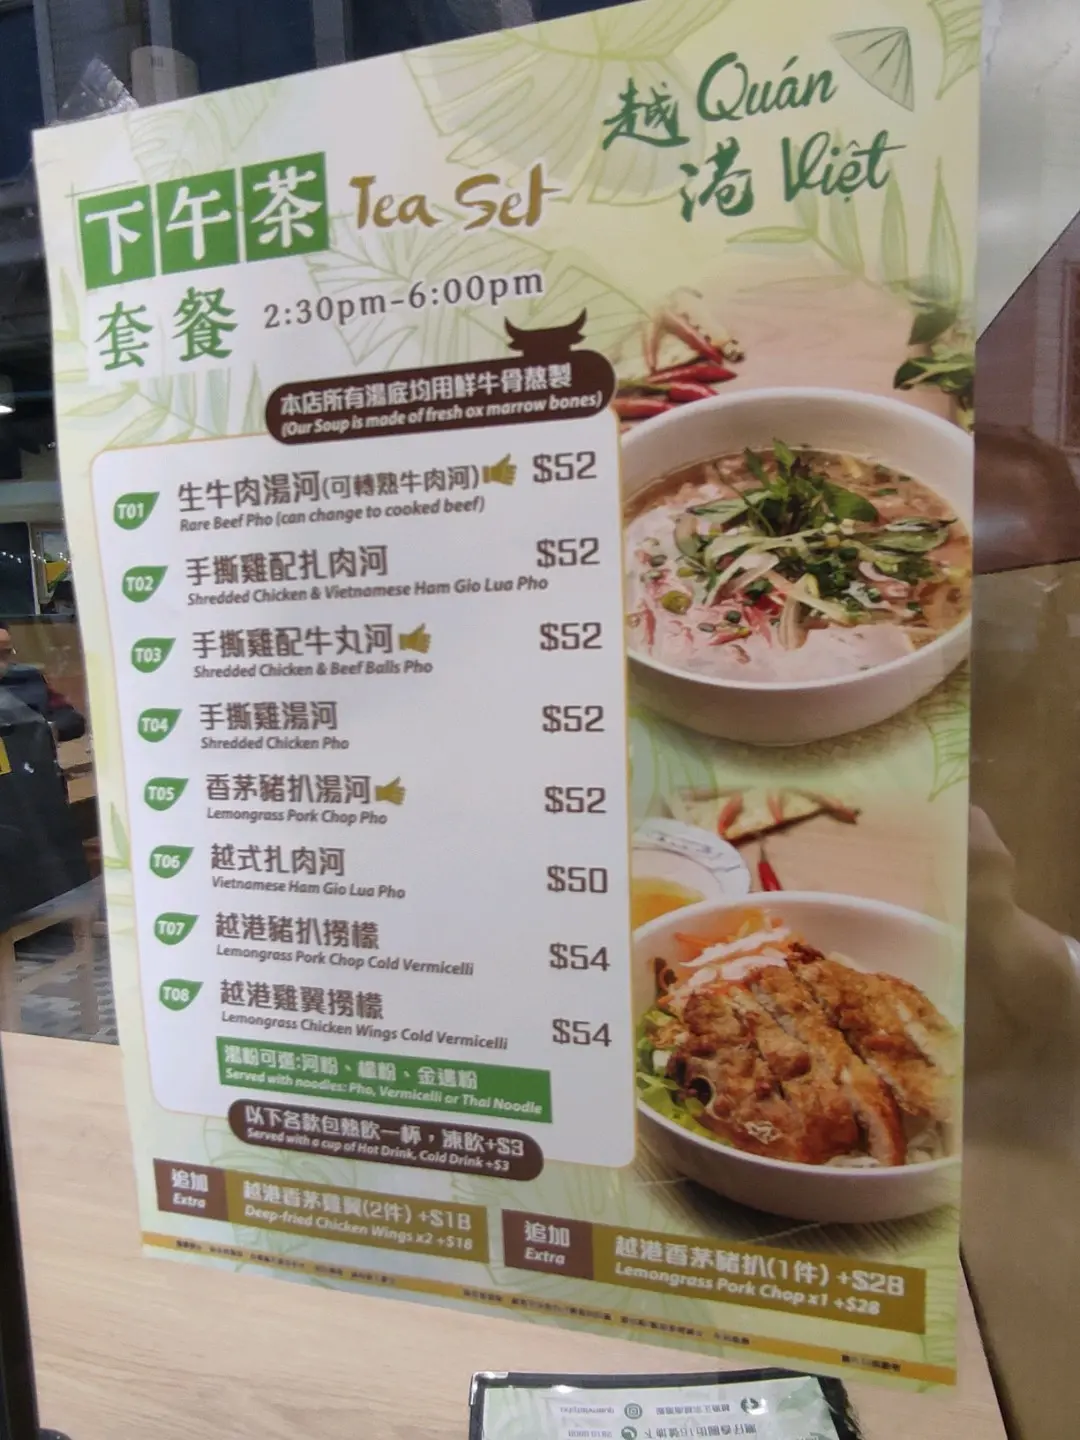 越 Quán
港 Việt
下午茶 Tea Set
套餐 2:30pm-6:00pm
本店所有湯底均用鮮牛骨熬製
(Our Soup is made of fresh ox marrow bones)
T01 生牛肉湯河(可轉熟牛肉河) $52
Rare Beef Pho (can change to cooked beef)
T02 手撕雞配扎肉河 $52
Shredded Chicken & Vietnamese Ham Gio Lua Pho
T03 手撕雞配牛丸河 $52
Shredded Chicken & Beef Balls Pho
T04 手撕雞湯河 $52
Shredded Chicken Pho
T05 香茅豬扒湯河 $52
Lemongrass Pork Chop Pho
T06 越式扎肉河 $50
Vietnamese Ham Gio Lua Pho
T07 越港豬扒撈檬 $54
Lemongrass Pork Chop Cold Vermicelli
T08 越港雞翼撈檬 $54
Lemongrass Chicken Wings Cold Vermicelli
湯粉可選:河粉、檬粉、金邊粉
Served with noodles: Pho, Vermicelli or Thai Noodle
以下各款包熱飲一杯，凍飲+$3
Served with a cup of Hot Drink, Cold Drink +$3
追加 越港香茅雞翼(2件) +$18
Extra Deep-fried Chicken Wings x2 +$18
追加 越港香茅豬扒(1件) +$28
Extra Lemongrass Pork Chop x1 +$28